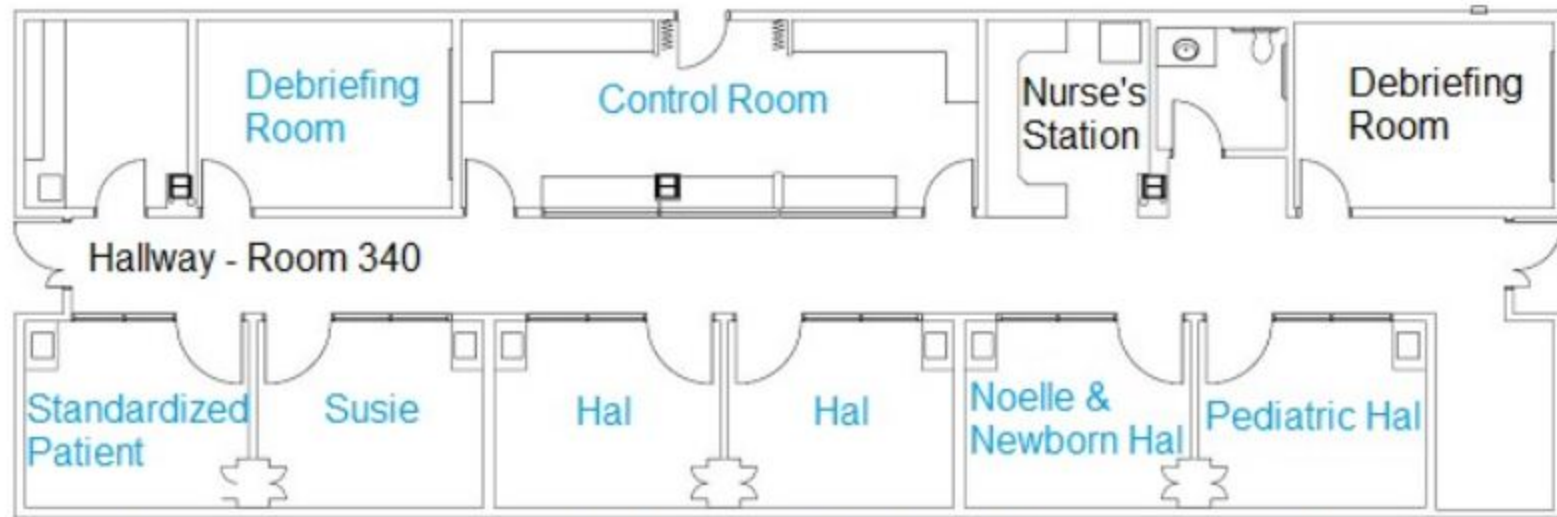 Debriefing
Room
Control Room
Nurse's
Station
Debriefing
Room
Hallway - Room 340
Standardized
Patient
Susie
Hal
Hal
Noelle &
Newborn Hal
Pediatric Hal